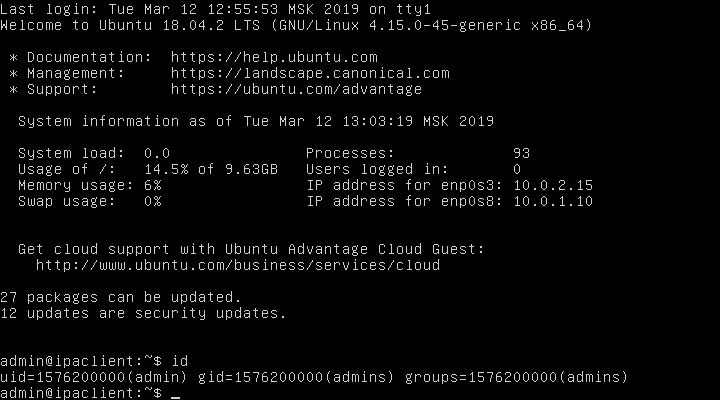 Last login: Tue Mar 12 12:55:53 MSK 2019 on tty1
Welcome to Ubuntu 18.04.2 LTS (GNU/Linux 4.15.0-45-generic x86_64)

 * Documentation:  https://help.ubuntu.com
 * Management:     https://landscape.canonical.com
 * Support:        https://ubuntu.com/advantage

  System information as of Tue Mar 12 13:03:19 MSK 2019

  System load:  0.0               Processes:             93
  Usage of /:   14.5% of 9.63GB   Users logged in:       0
  Memory usage: 6%                IP address for enp0s3: 10.0.2.15
  Swap usage:   0%                IP address for enp0s8: 10.0.1.10

  Get cloud support with Ubuntu Advantage Cloud Guest:
    http://www.ubuntu.com/business/services/cloud

27 packages can be updated.
12 updates are security updates.

admin@ipaclient:~$ id
uid=1576200000(admin) gid=1576200000(admins) groups=1576200000(admins)
admin@ipaclient:~$ _